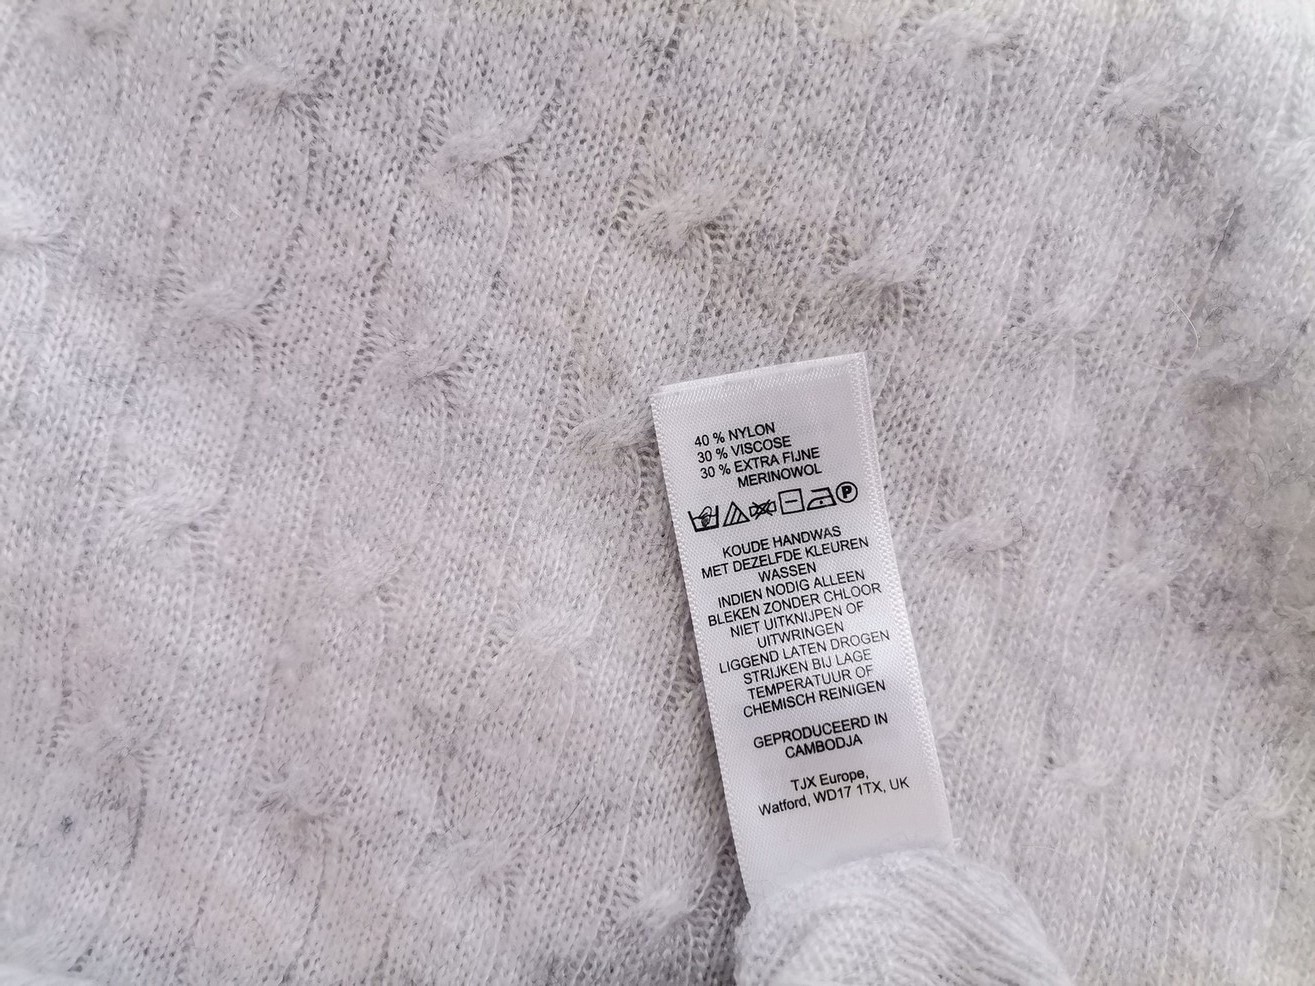 40 % NYLON
30 % VISCOSE
30 % EXTRA FIJNE
MERINOWOL
P
KOUDE HANDWAS
MET DEZELFDE KLEUREN
WASSEN
INDIEN NODIG ALLEEN
BLEKEN ZONDER CHLOOR
NIET UITKNIJPEN OF
UITWRINGEN
LIGGEND LATEN DROGEN
STRIJKEN BIJ LAGE
TEMPERATUUR OF
CHEMISCH REINIGEN
GEPRODUCEERD IN
CAMBODJA
TJX Europe,
Watford, WD17 1TX, UK